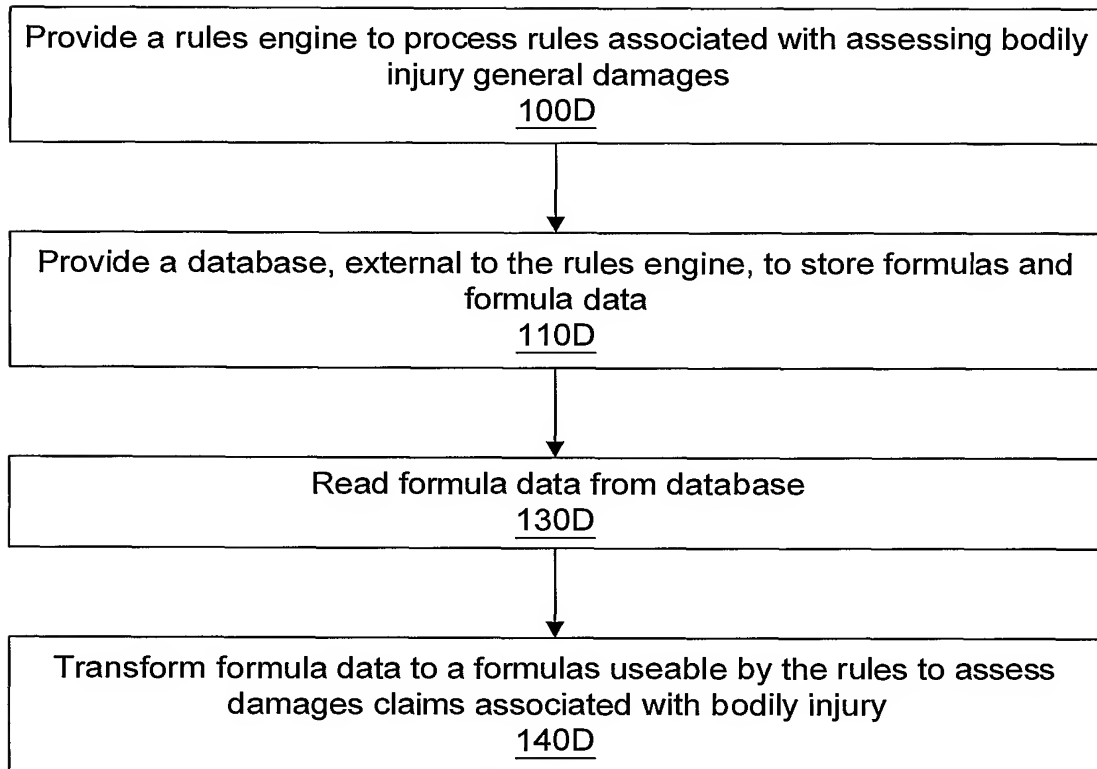 Provide a rules engine to process rules associated with assessing bodily
injury general damages
100D
Provide a database, external to the rules engine, to store formulas and
formula data
110D
Read formula data from database
130D
Transform formula data to a formulas useable by the rules to assess
damages claims associated with bodily injury
140D